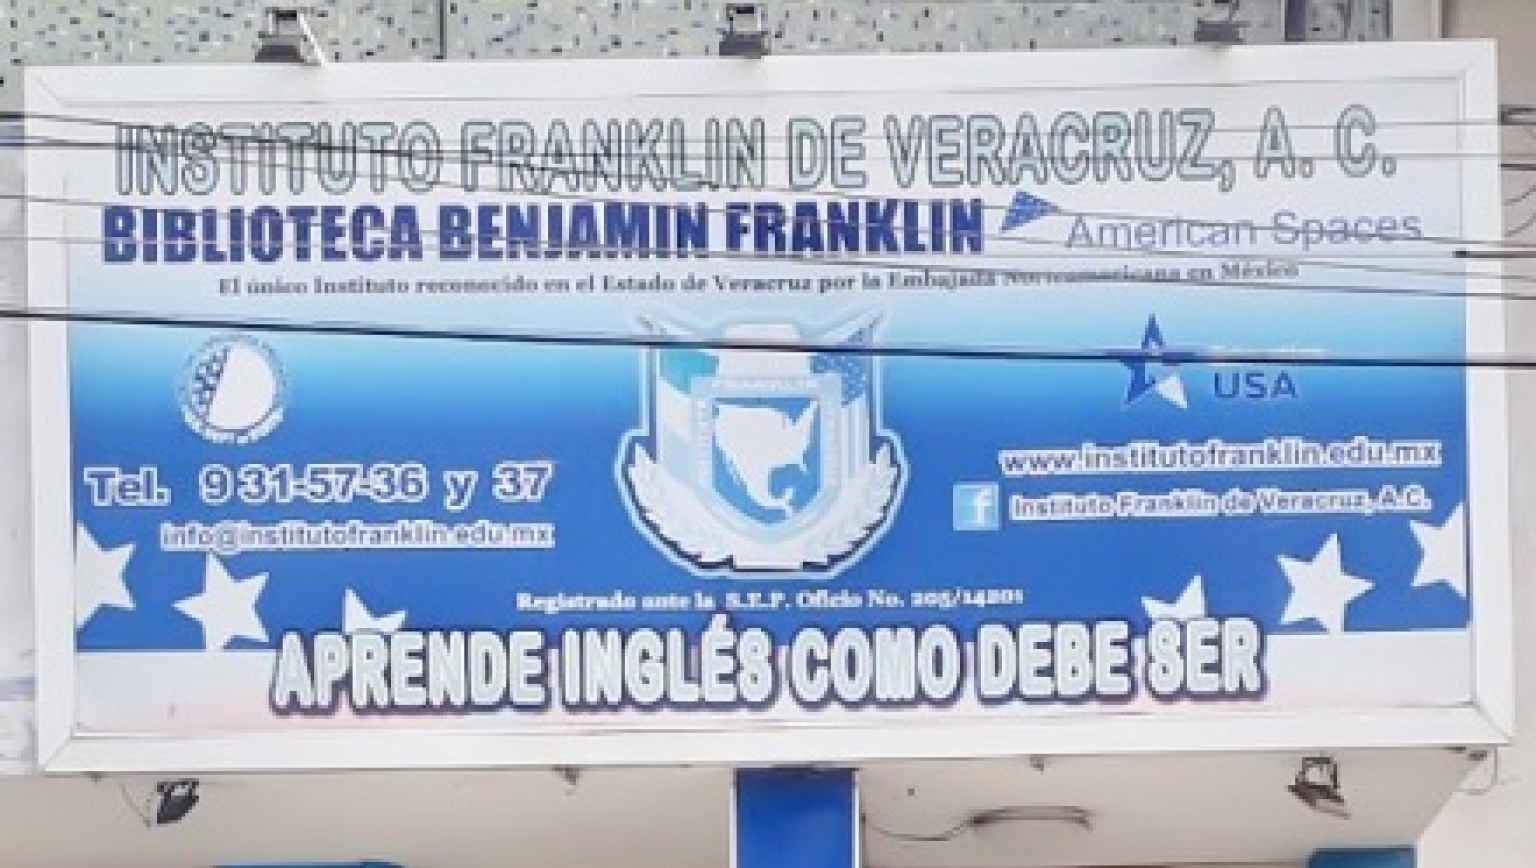 INSTITUTO FRANKLIN DE VERACRUZ, A. C.
BIBLIOTECA BENJAMIN FRANKLIN
American Spaces
El único Instituto reconocido en el Estado de Veracruz por la Embajada Norteamericana en México
FRANKLIN
USA
Tel. 9 31-57-36 y 37
info@institutofranklin.edu.mx
www.institutofranklin.edu.mx
f Instituto Franklin de Veracruz, A.C.
Registrado ante la S.E.P. Oficio No. 205/14201
APRENDE INGLÉS COMO DEBE SER